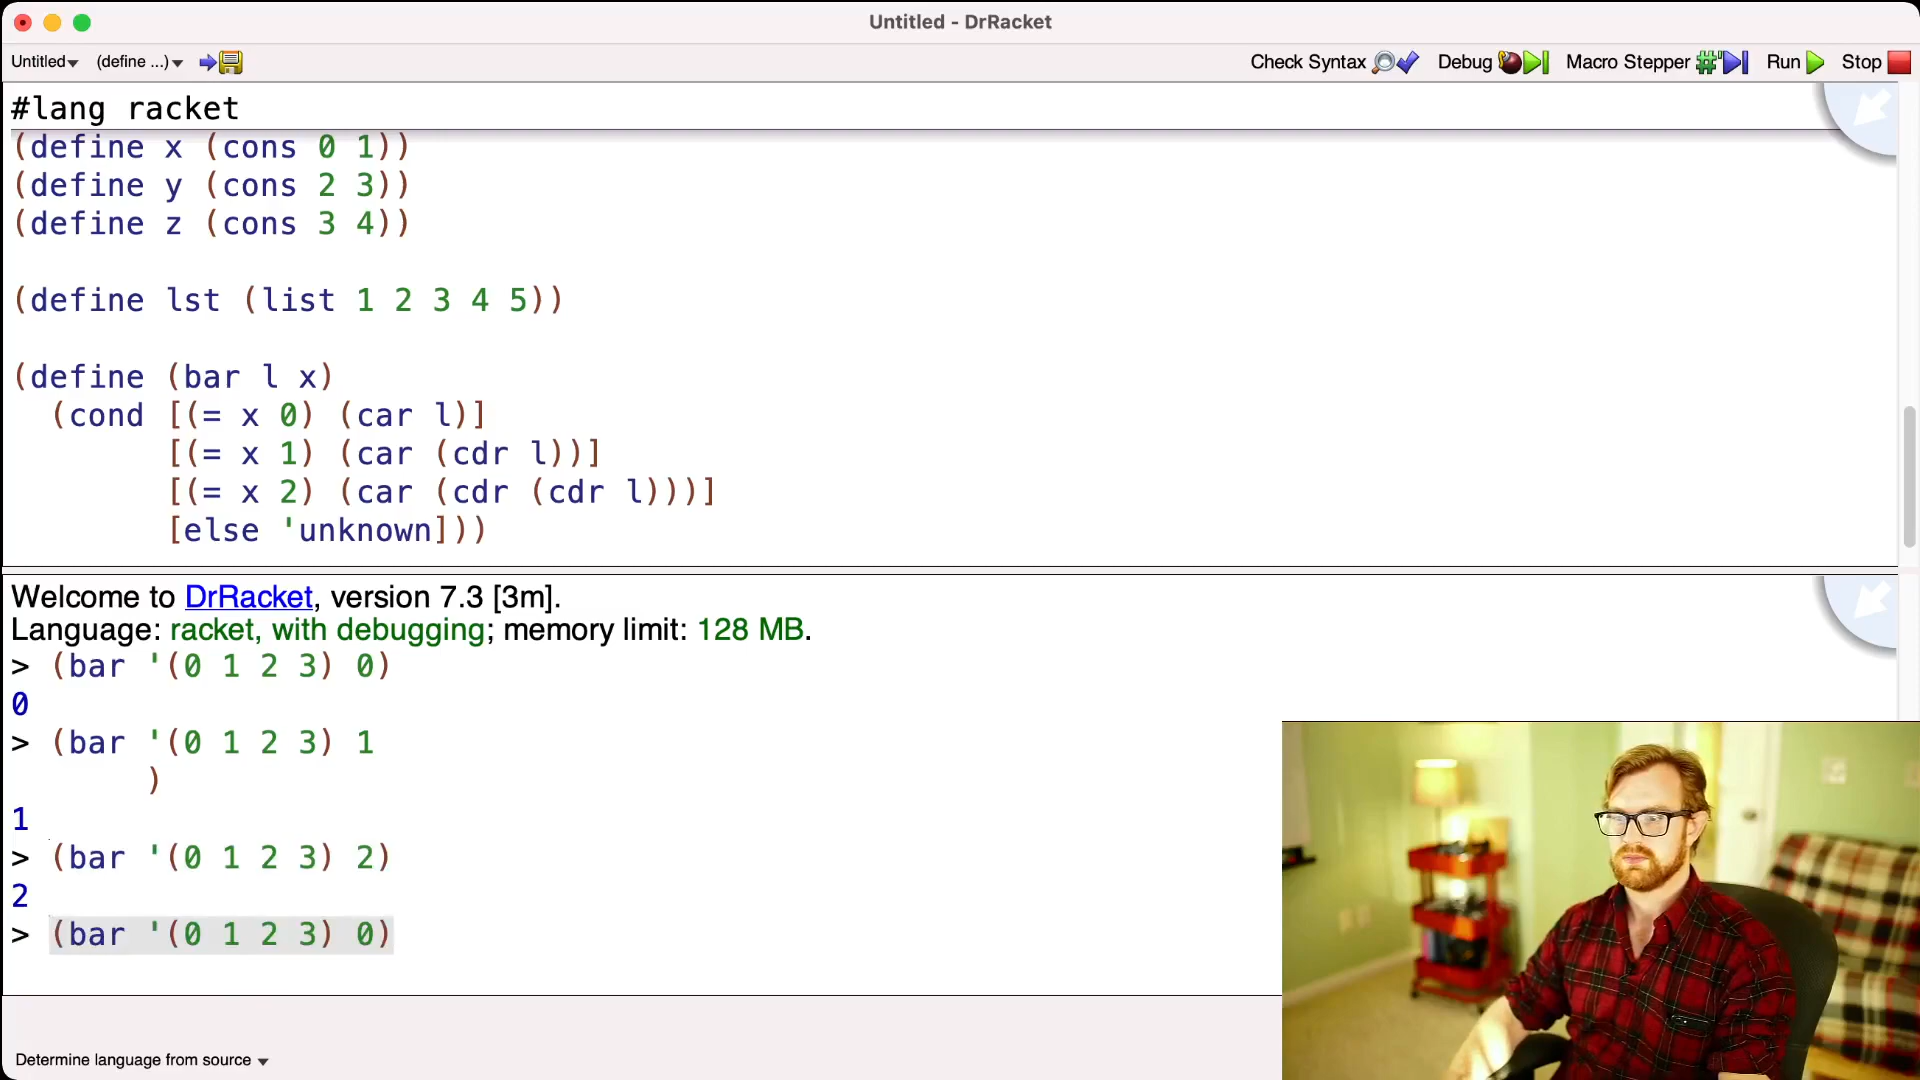 Untitled - DrRacket
Untitled (define ...) Check Syntax Debug Macro Stepper Run Stop
#lang racket
(define x (cons 0 1))
(define y (cons 2 3))
(define z (cons 3 4))
(define lst (list 1 2 3 4 5))
(define (bar l x)
(cond [(= x 0) (car l)]
[(= x 1) (car (cdr l))]
[(= x 2) (car (cdr (cdr l)))]
[else 'unknown]))
Welcome to DrRacket, version 7.3 [3m].
Language: racket, with debugging; memory limit: 128 MB.
> (bar '(0 1 2 3) 0)
0
> (bar '(0 1 2 3) 1
)
1
> (bar '(0 1 2 3) 2)
2
> (bar '(0 1 2 3) 0)
Determine language from source